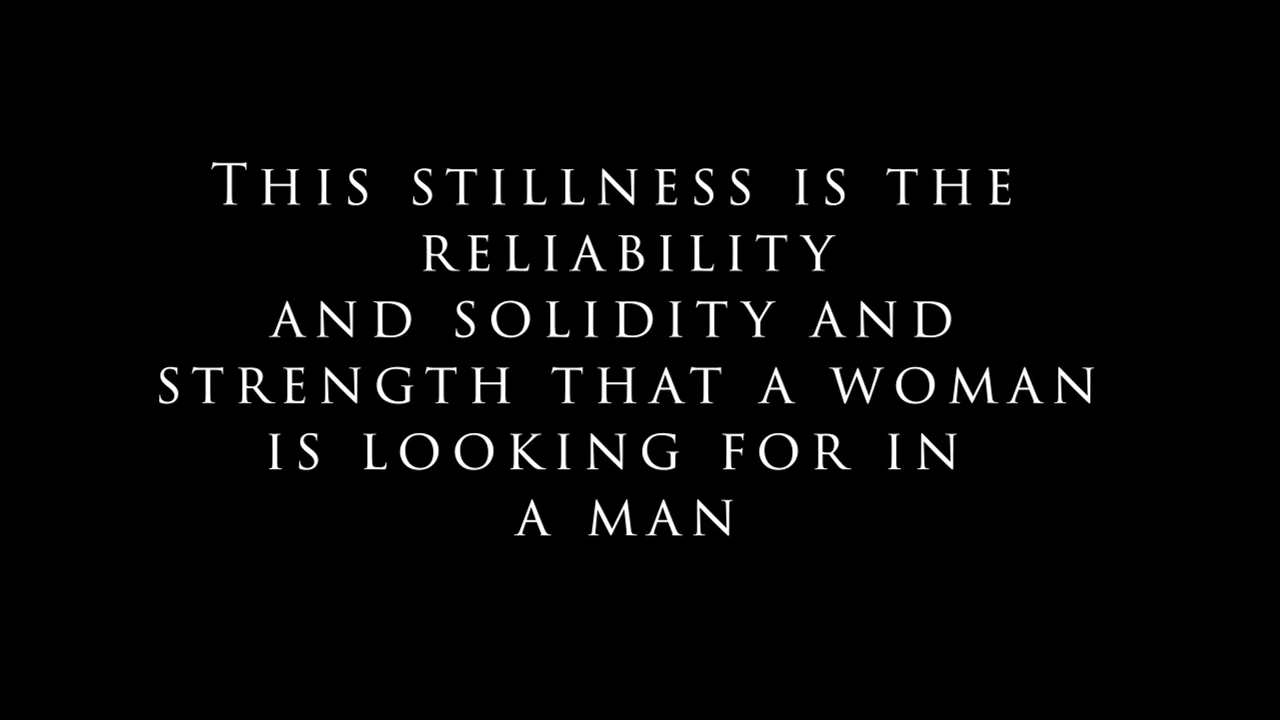 This stillness is the
reliability
and solidity and
strength that a woman
is looking for in
a man